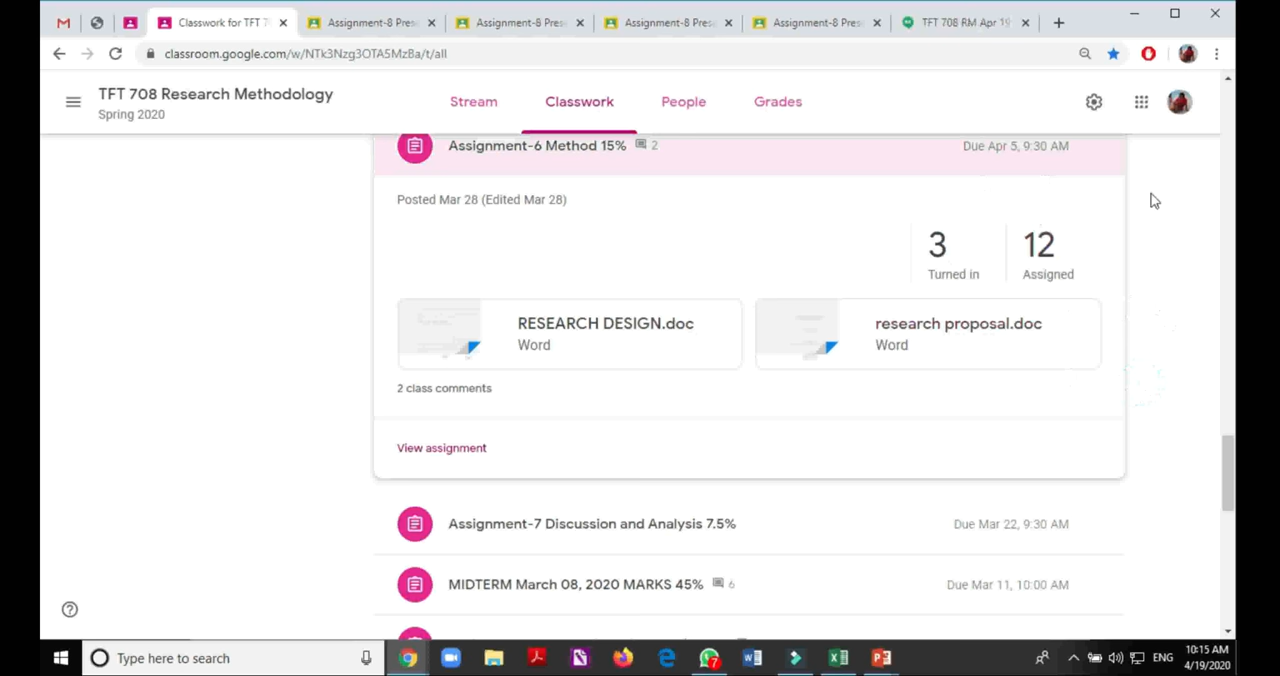 Classwork for TFT 7
Assignment-8 Pres
Assignment-8 Pres
Assignment-8 Pres
Assignment-8 Pres
TFT 708 RM Apr 19
classroom.google.com/w/NTk3Nzg3OTA5MzBa/t/all
TFT 708 Research Methodology
Spring 2020
Stream
Classwork
People
Grades
Assignment-6 Method 15%
2
Due Apr 5, 9:30 AM
Posted Mar 28 (Edited Mar 28)
3
Turned in
12
Assigned
RESEARCH DESIGN.doc
Word
research proposal.doc
Word
2 class comments
View assignment
Assignment-7 Discussion and Analysis 7.5%
Due Mar 22, 9:30 AM
MIDTERM March 08, 2020 MARKS 45%
6
Due Mar 11, 10:00 AM
Type here to search
7
ENG
10:15 AM
4/19/2020